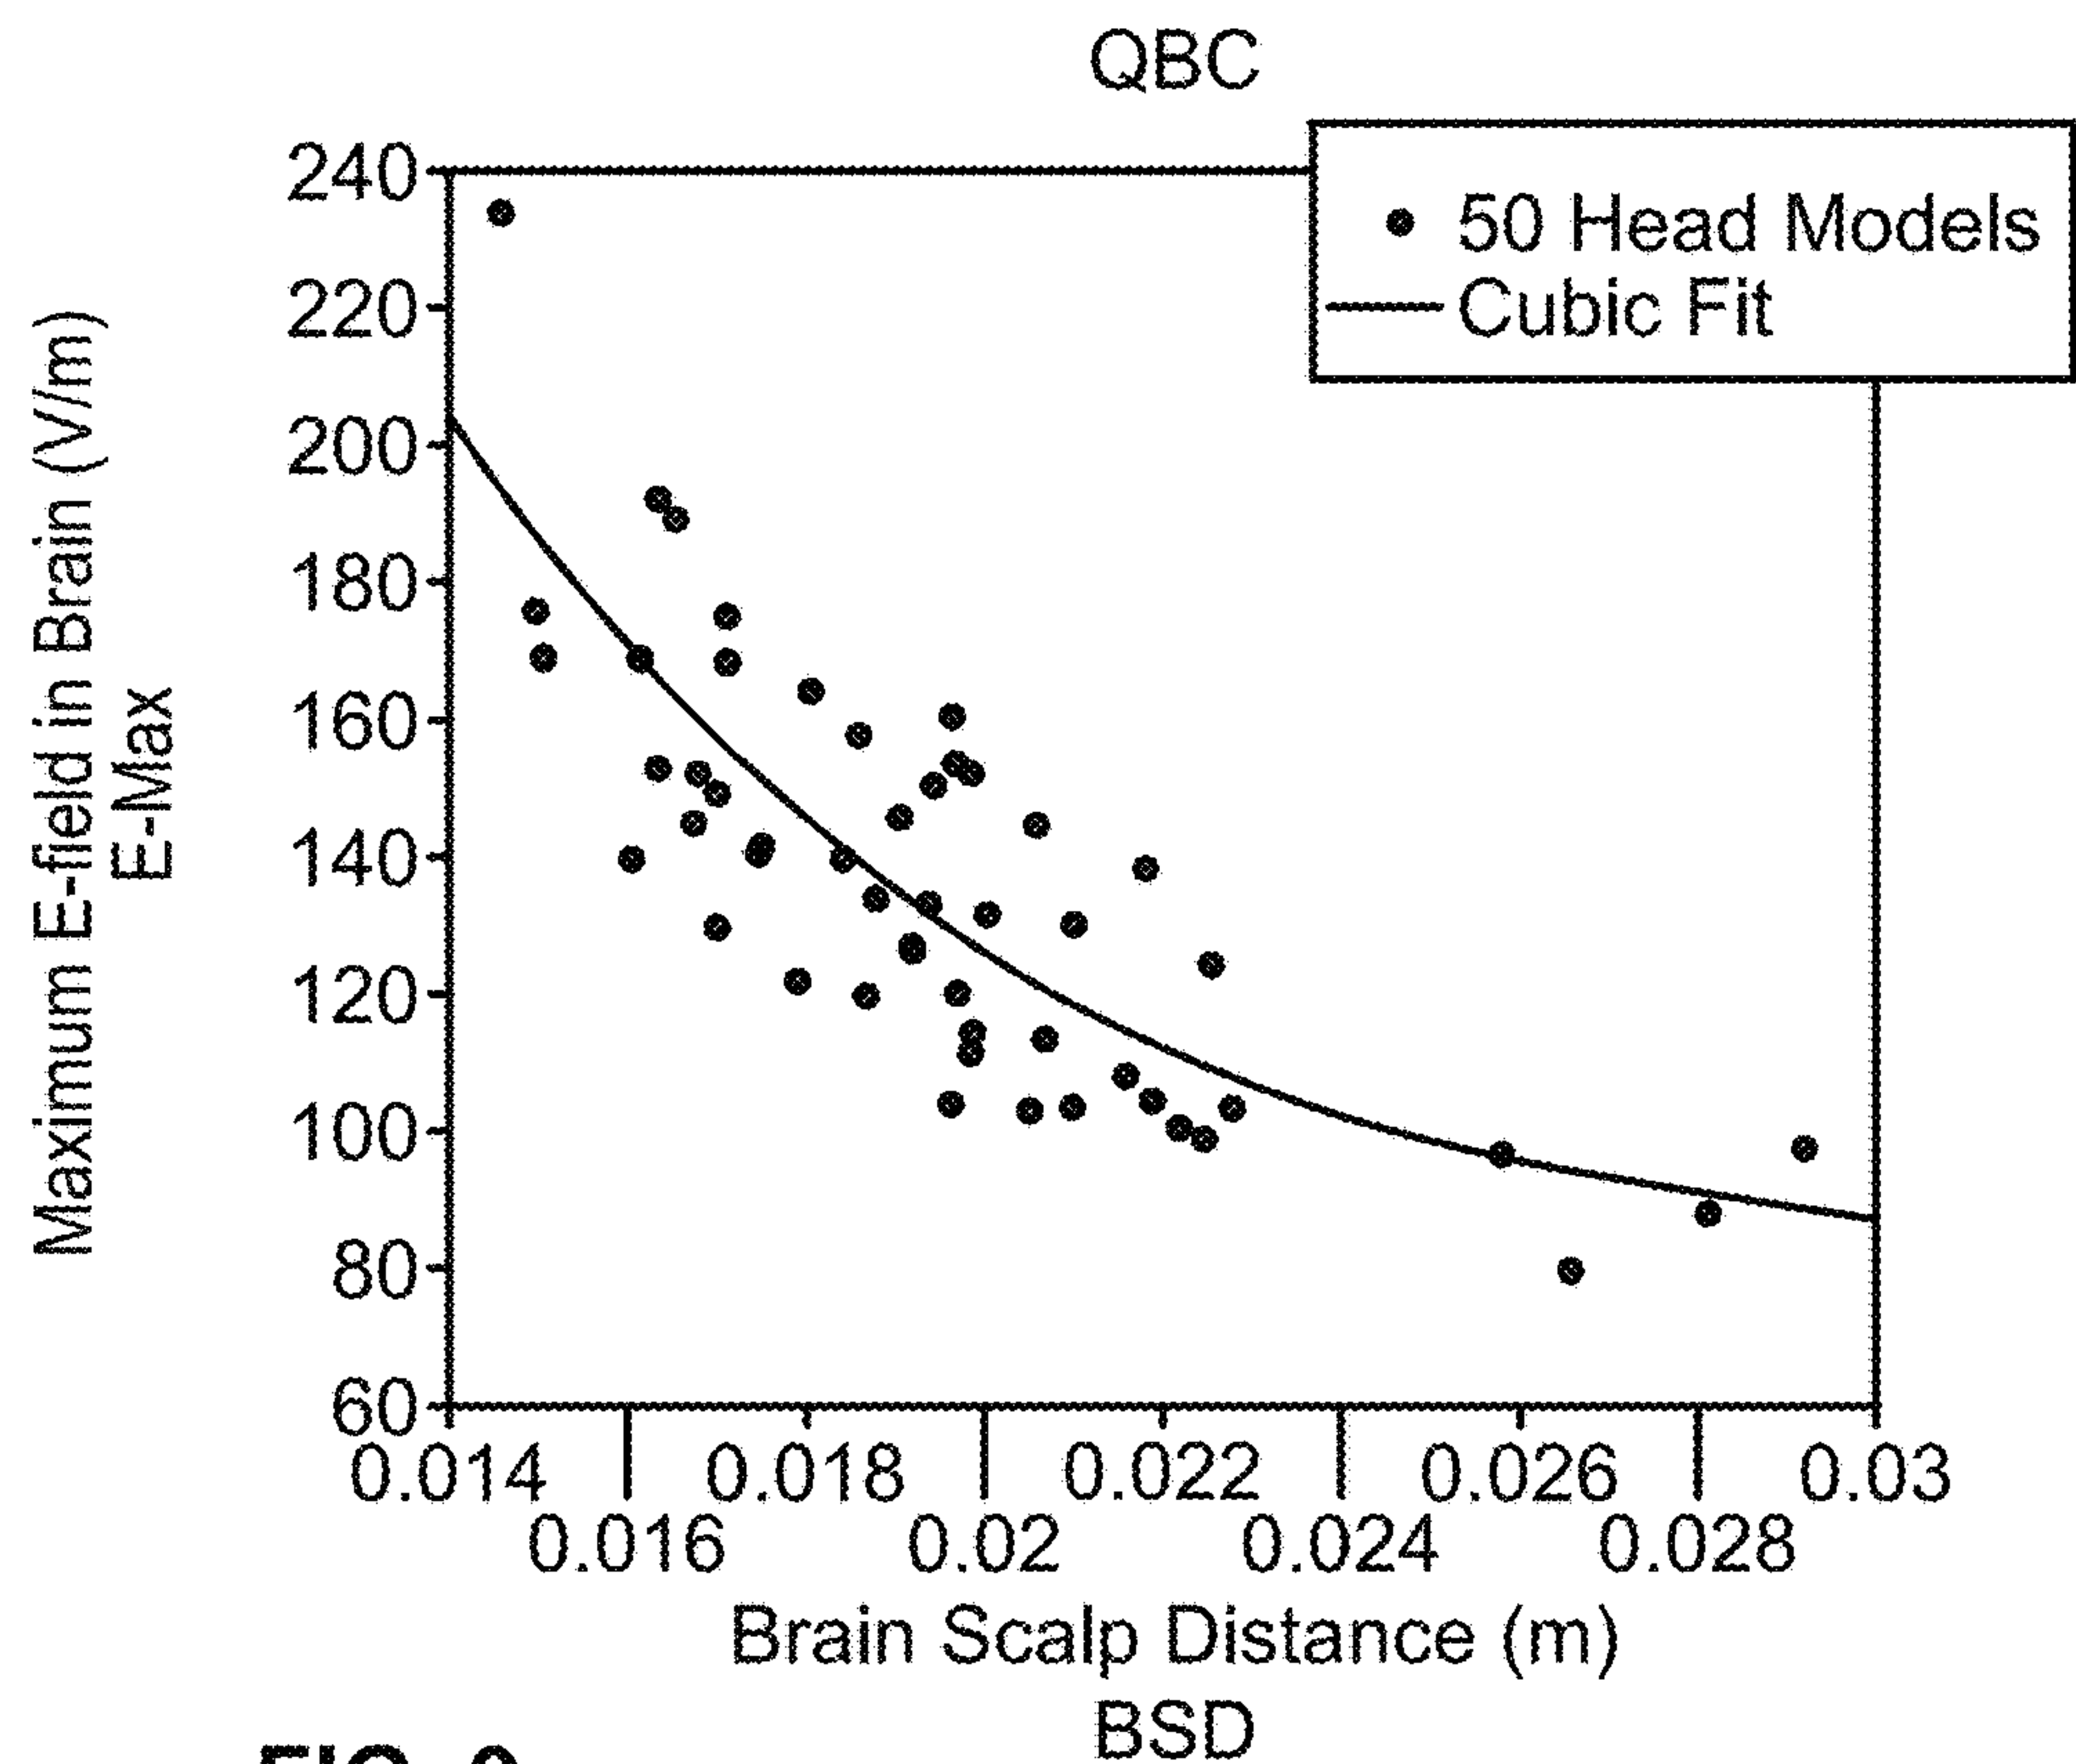 QBC
50 Head Models
Cubic Fit
Maximum E-field in Brain (V/m)
E-Max
240
220
200
180
160
140
120
100
80
60
0.014 0.018 0.022 0.026 0.03
0.016 0.02 0.024 0.028
Brain Scalp Distance (m)
BSD